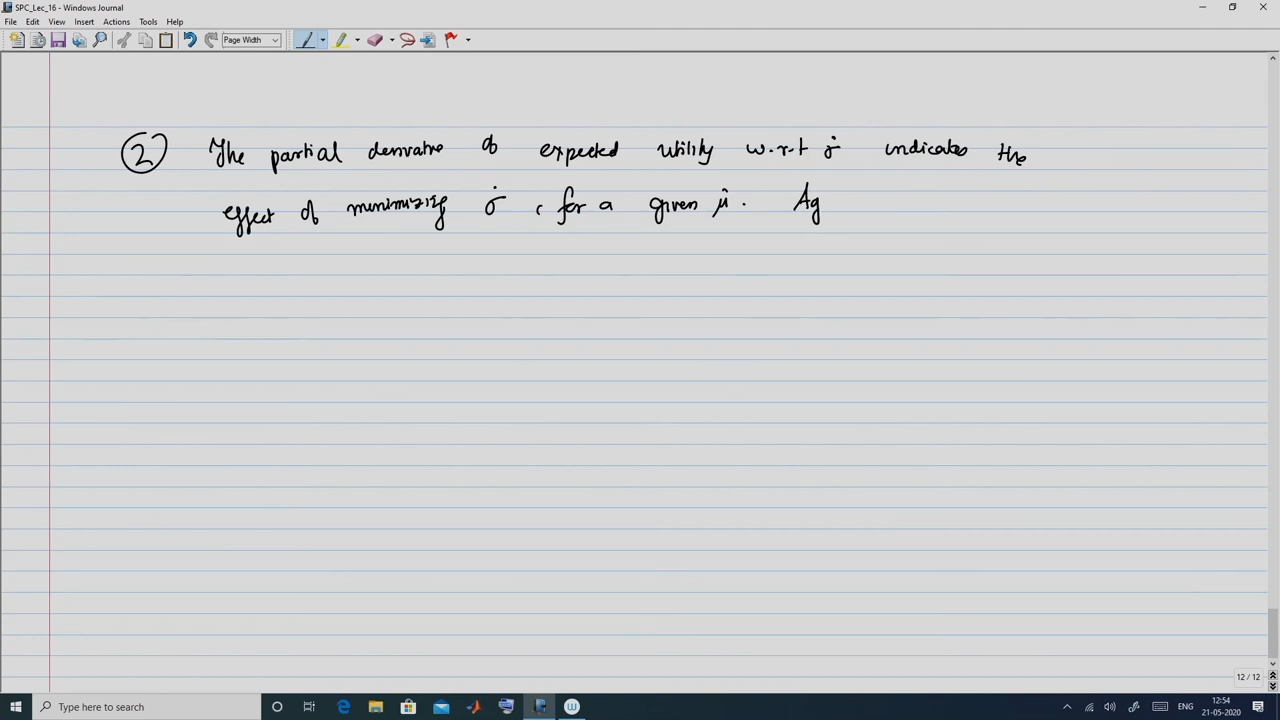 SPC_Lec_16 - Windows Journal
File Edit View Insert Actions Tools Help
Page Width
② The partial derivative of expected utility w.r.t σ̇ indicates the
effect of minimizing σ̇, for a given μ̇. Ag
12 / 12
Type here to search
ENG
12:54
21-05-2020